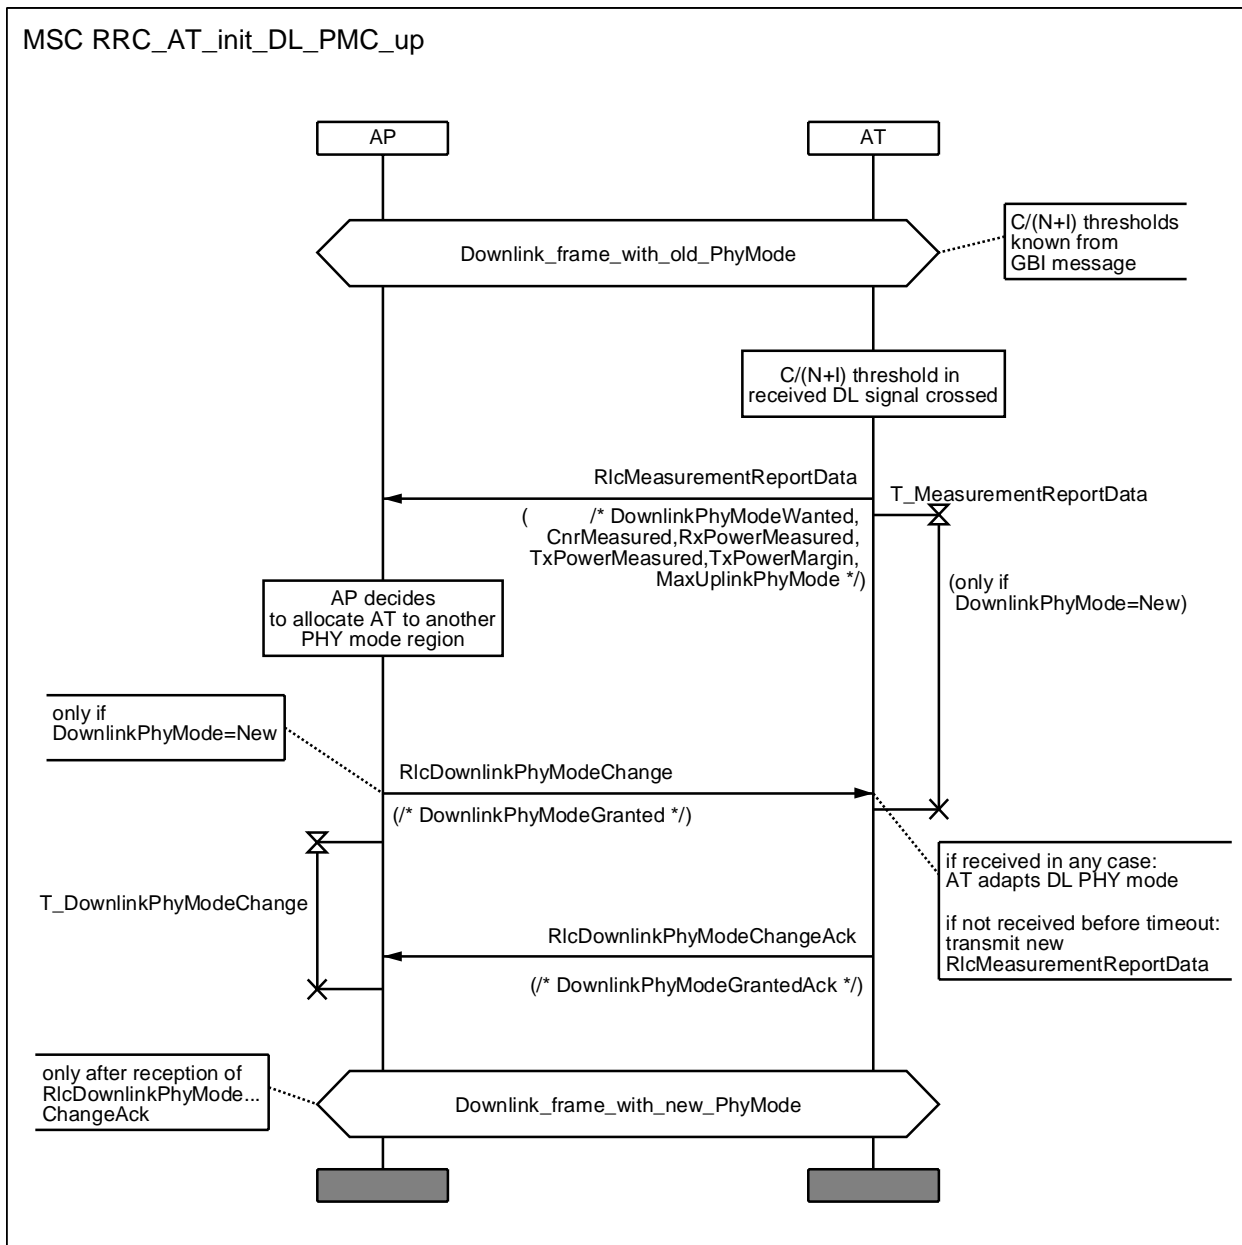 MSC RRC_AT_init_DL_PMC_up
AP
AT
Downlink_frame_with_old_PhyMode
C/(N+I) thresholds
known from
GBI message
C/(N+I) threshold in
received DL signal crossed
RlcMeasurementReportData
T_MeasurementReportData
( /* DownlinkPhyModeWanted,
CnrMeasured,RxPowerMeasured,
TxPowerMeasured,TxPowerMargin,
MaxUplinkPhyMode */)
(only if
DownlinkPhyMode=New)
AP decides
to allocate AT to another
PHY mode region
only if
DownlinkPhyMode=New
RlcDownlinkPhyModeChange
(/* DownlinkPhyModeGranted */)
T_DownlinkPhyModeChange
if received in any case:
AT adapts DL PHY mode
if not received before timeout:
transmit new
RlcMeasurementReportData
RlcDownlinkPhyModeChangeAck
(/* DownlinkPhyModeGrantedAck */)
only after reception of
RlcDownlinkPhyMode...
ChangeAck
Downlink_frame_with_new_PhyMode